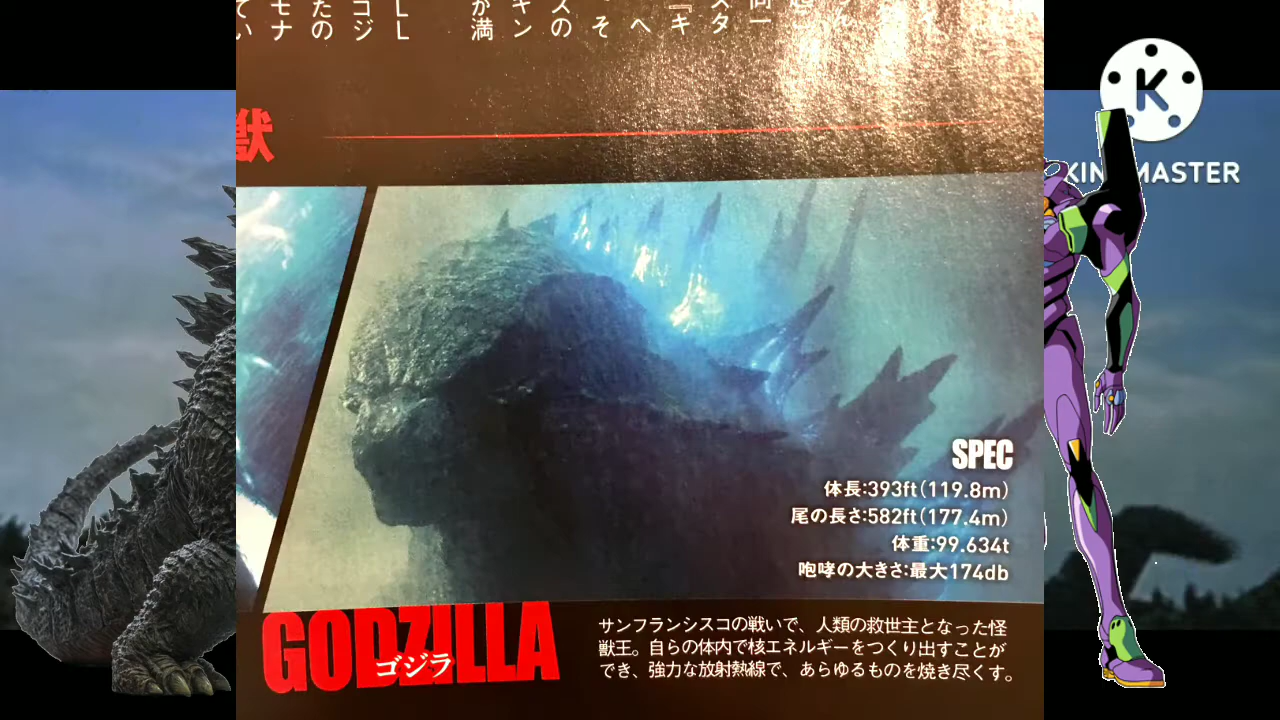 獣
K
KIN MASTER
SPEC
体長:393ft(119.8m)
尾の長さ:582ft(177.4m)
体重:99.634t
咆哮の大きさ:最大174db
GODZILLA
ゴジラ
サンフランシスコの戦いで、人類の救世主となった怪
獣王。自らの体内で核エネルギーをつくり出すことが
でき、強力な放射熱線で、あらゆるものを焼き尽くす。